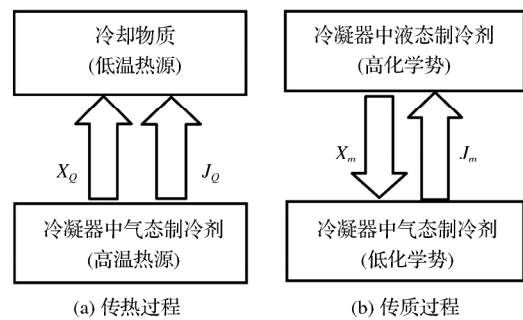 冷却物质
(低温热源)
X_Q
J_Q
冷凝器中气态制冷剂
(高温热源)
(a) 传热过程
冷凝器中液态制冷剂
(高化学势)
X_m
J_m
冷凝器中气态制冷剂
(低化学势)
(b) 传质过程